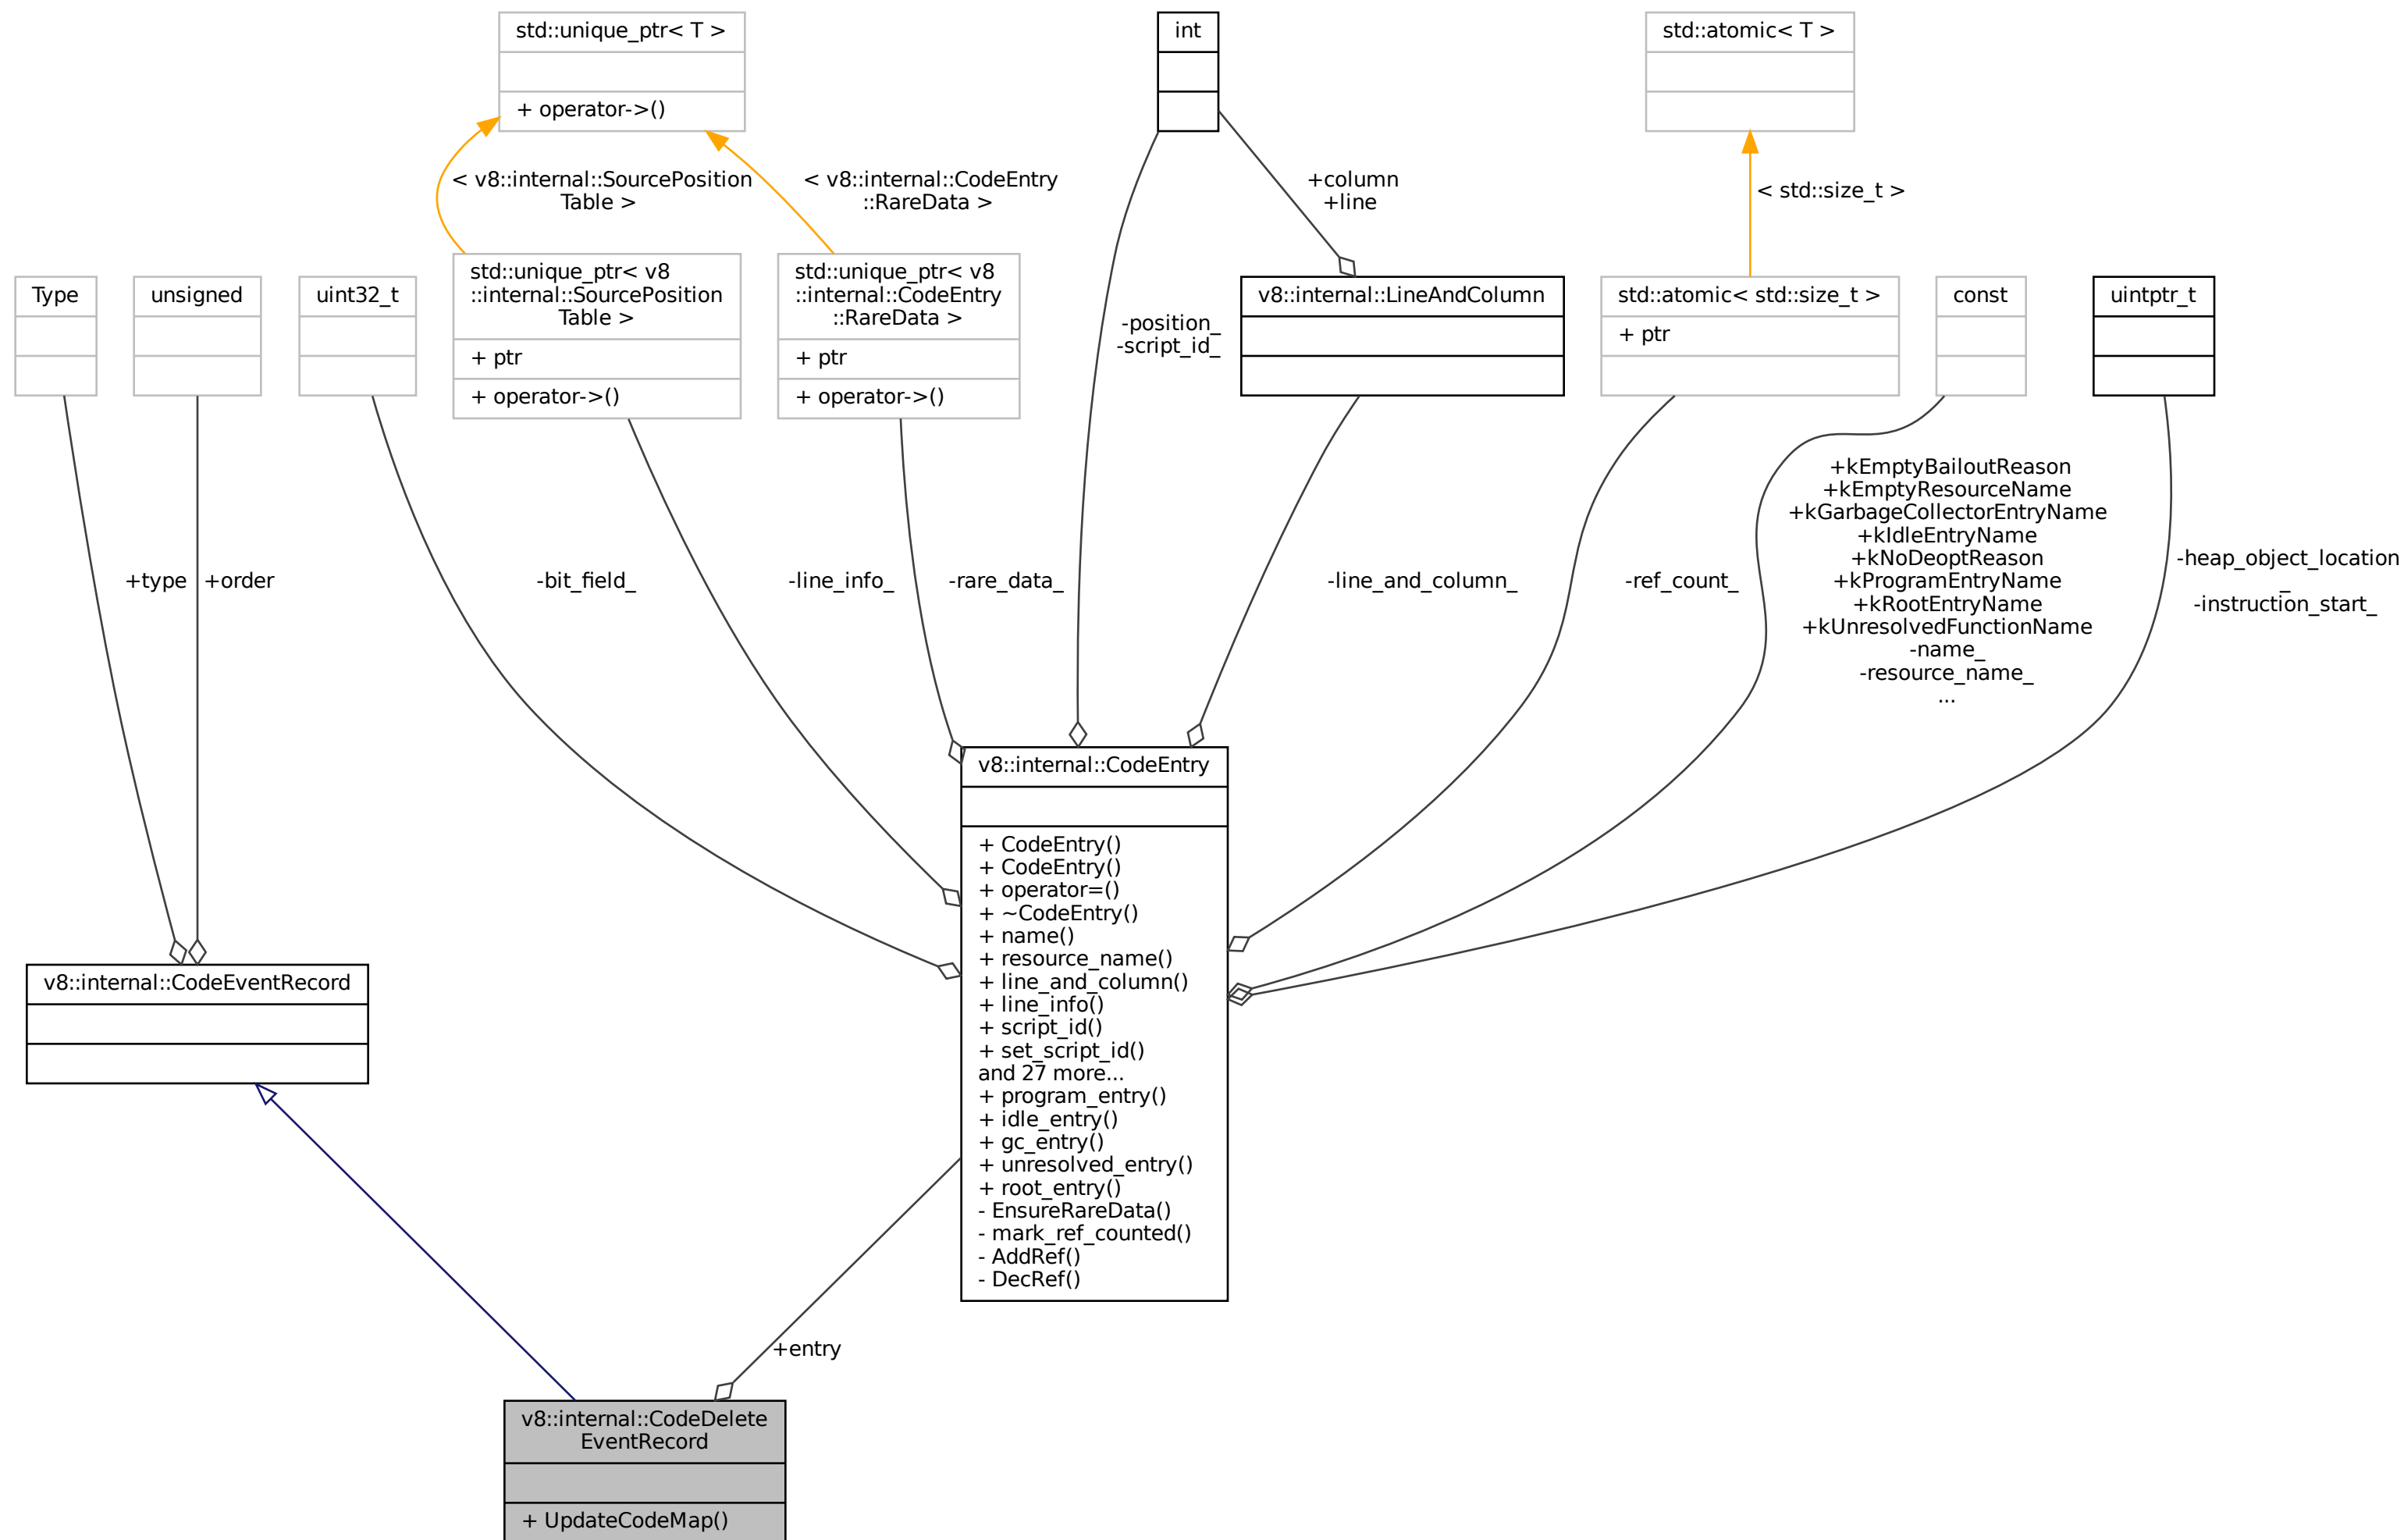 std::unique_ptr< T >
+ operator->()
int
std::atomic< T >
< v8::internal::SourcePosition
Table >
< v8::internal::CodeEntry
::RareData >
+column
+line
< std::size_t >
Type
unsigned
uint32_t
std::unique_ptr< v8
::internal::SourcePosition
Table >
+ ptr
+ operator->()
std::unique_ptr< v8
::internal::CodeEntry
::RareData >
+ ptr
+ operator->()
-position_
-script_id_
v8::internal::LineAndColumn
std::atomic< std::size_t >
+ ptr
const
uintptr_t
+type
+order
-bit_field_
-line_info_
-rare_data_
-line_and_column_
-ref_count_
+kEmptyBailoutReason
+kEmptyResourceName
+kGarbageCollectorEntryName
+kIdleEntryName
+kNoDeoptReason
+kProgramEntryName
+kRootEntryName
+kUnresolvedFunctionName
-name_
-resource_name_
...
-heap_object_location
_
-instruction_start_
v8::internal::CodeEntry
+ CodeEntry()
+ CodeEntry()
+ operator=()
+ ~CodeEntry()
+ name()
+ resource_name()
+ line_and_column()
+ line_info()
+ script_id()
+ set_script_id()
and 27 more...
+ program_entry()
+ idle_entry()
+ gc_entry()
+ unresolved_entry()
+ root_entry()
- EnsureRareData()
- mark_ref_counted()
- AddRef()
- DecRef()
v8::internal::CodeEventRecord
+entry
v8::internal::CodeDelete
EventRecord
+ UpdateCodeMap()